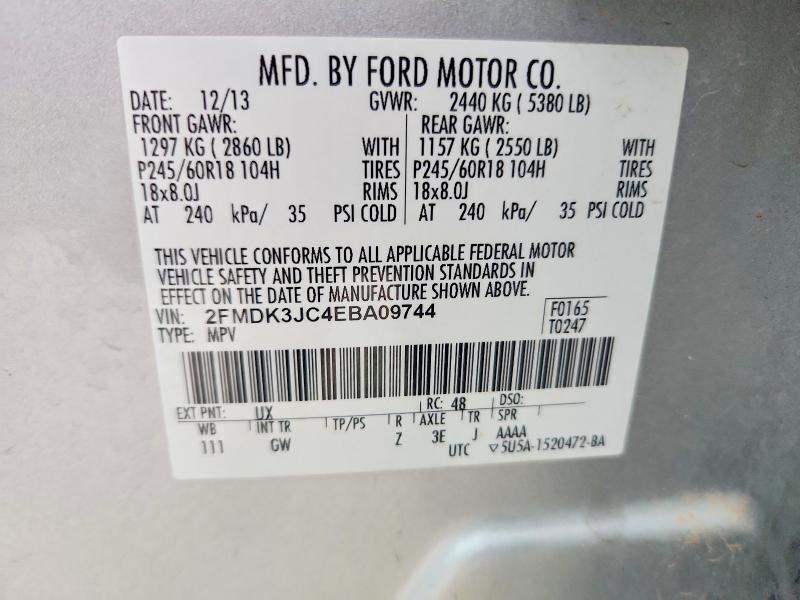 MFD. BY FORD MOTOR CO.
DATE: 12/13 GVWR: 2440 KG ( 5380 LB)
FRONT GAWR: REAR GAWR:
1297 KG ( 2860 LB) WITH 1157 KG ( 2550 LB) WITH
P245/60R18 104H TIRES P245/60R18 104H TIRES
18x8.0J RIMS 18x8.0J RIMS
AT 240 kPa/ 35 PSI COLD AT 240 kPa/ 35 PSI COLD
THIS VEHICLE CONFORMS TO ALL APPLICABLE FEDERAL MOTOR
VEHICLE SAFETY AND THEFT PREVENTION STANDARDS IN
EFFECT ON THE DATE OF MANUFACTURE SHOWN ABOVE.
VIN: 2FMDK3JC4EBA09744 F0165
TYPE: MPV T0247
EXT PNT: UX RC: 48 DSO:
WB INT TR TP/PS R AXLE TR SPR
111 GW Z 3E J AAAA
UTC ▽5U5A-1520472-BA